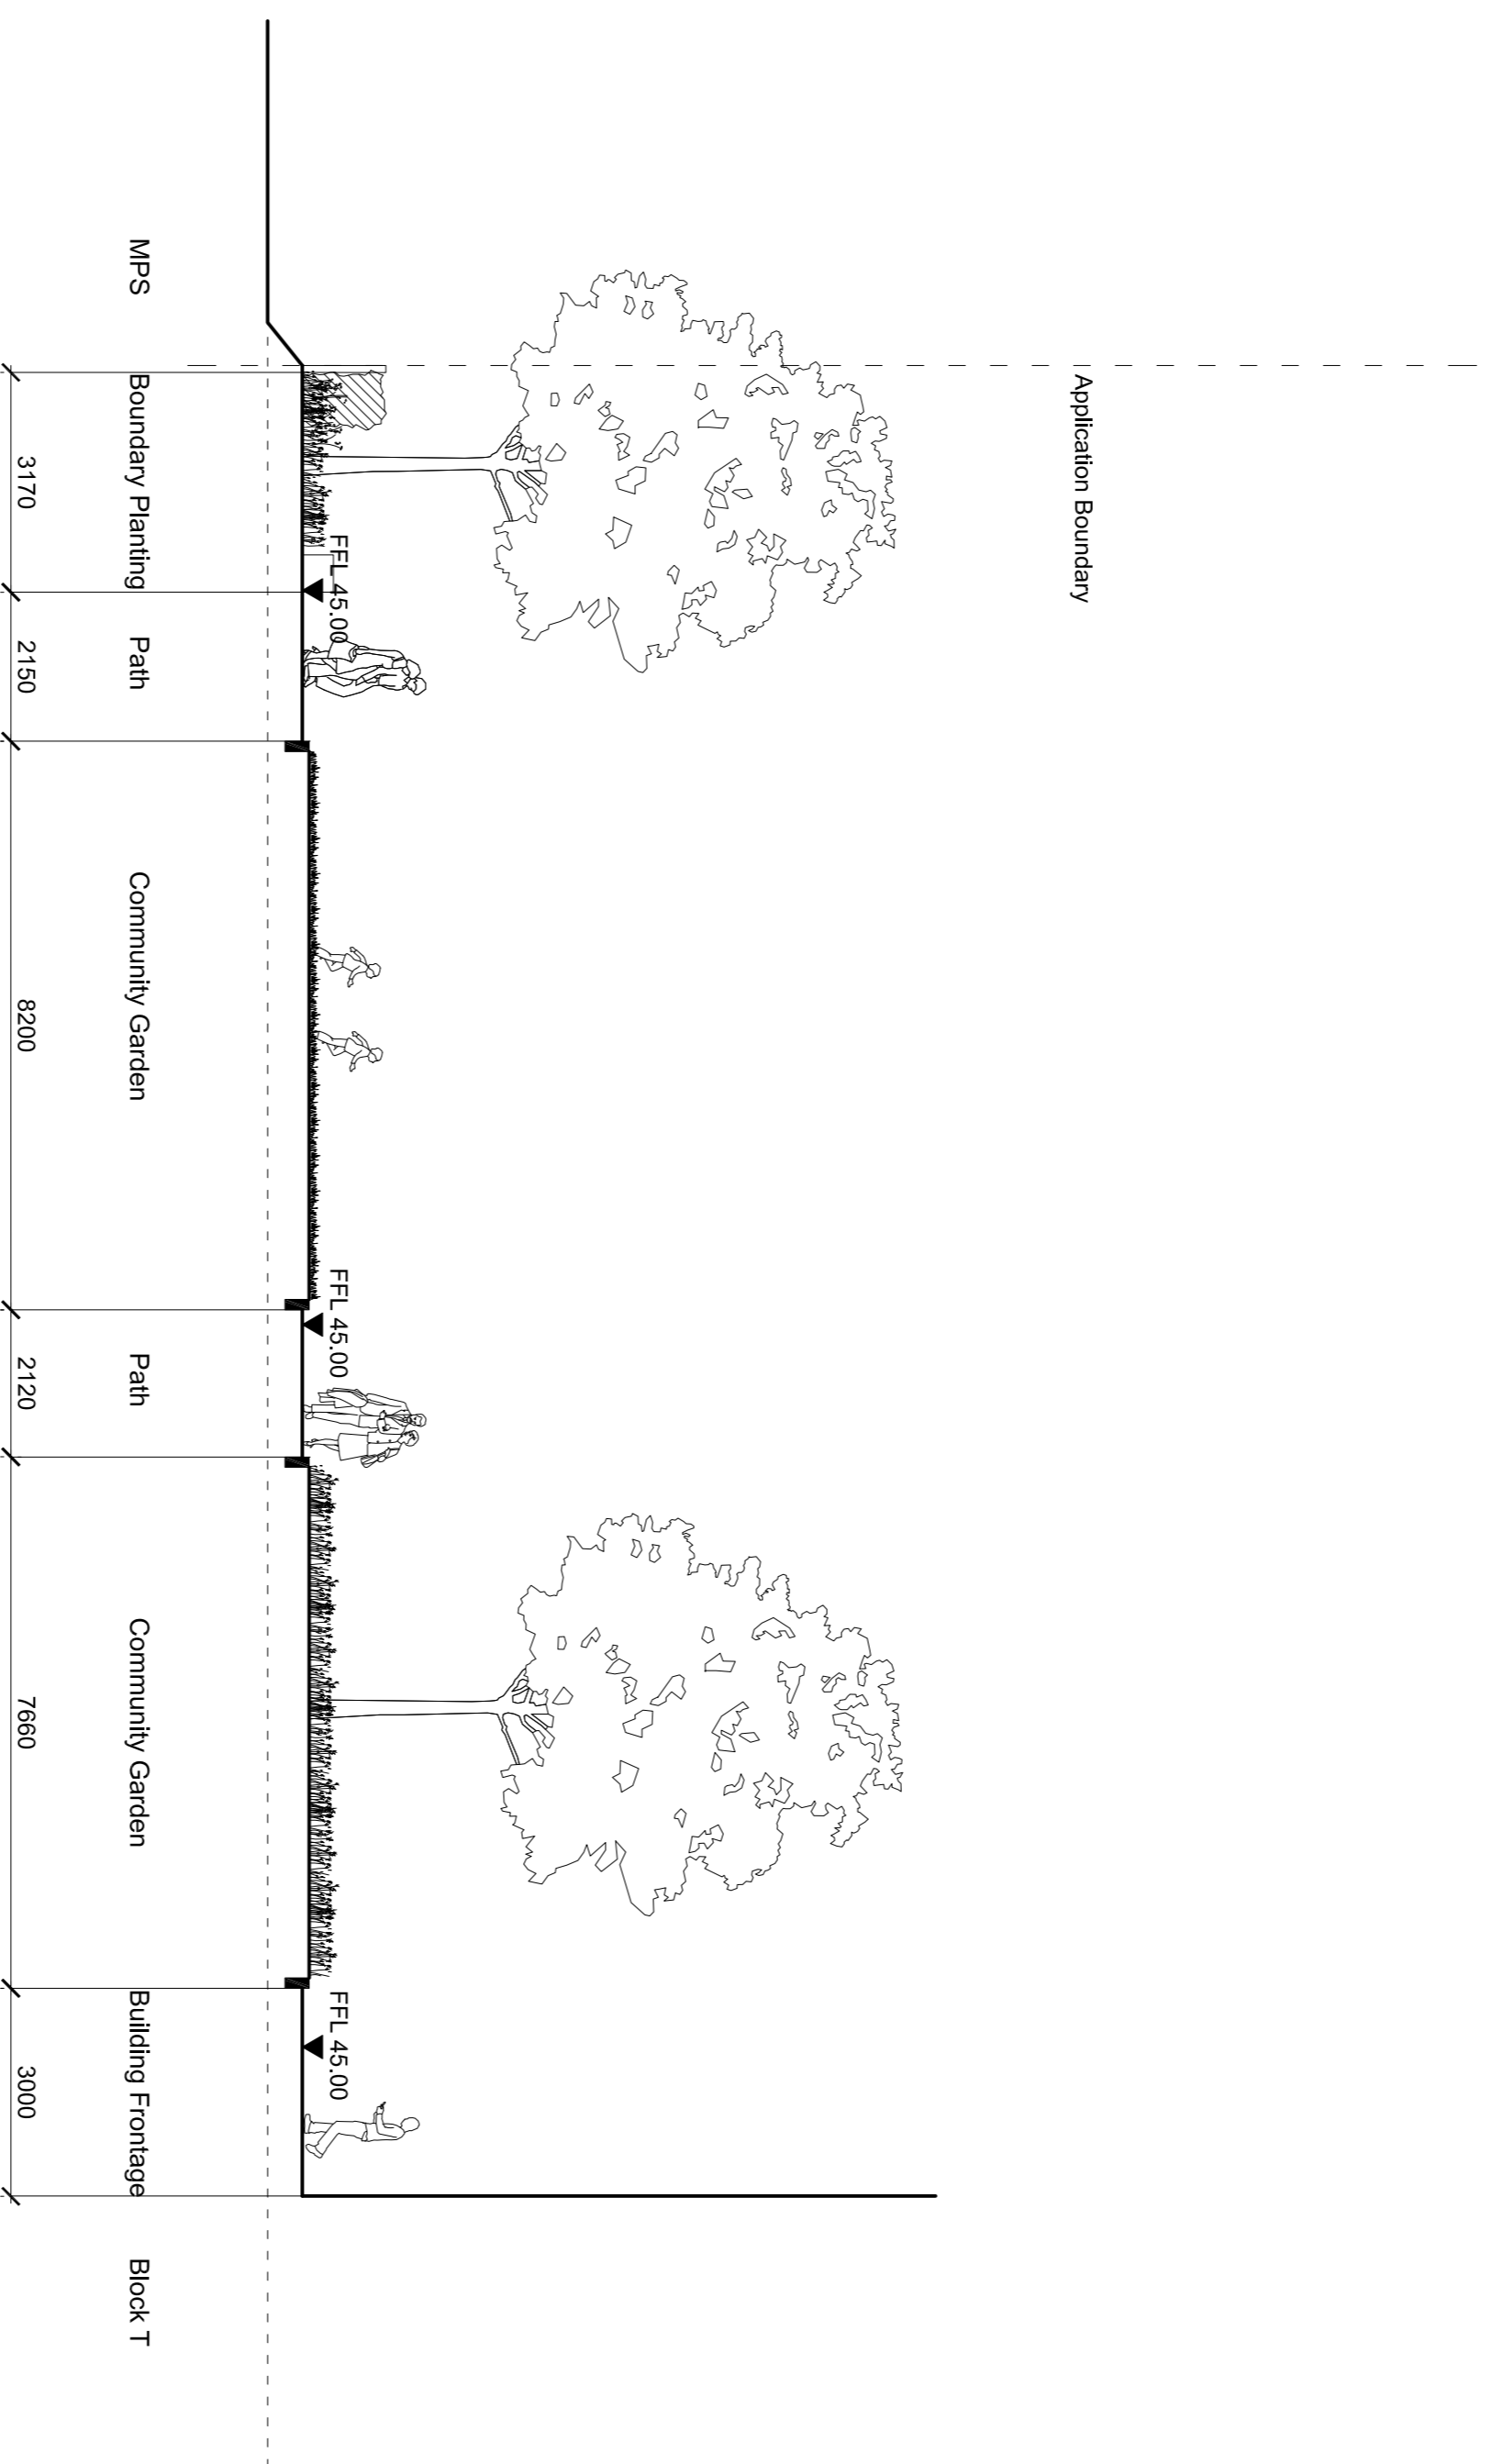 Application Boundary
FFL 45.00
FFL 45.00
FFL 45.00
MPS
Boundary Planting
Path
Community Garden
Path
Community Garden
Building Frontage
Block T
3170
2150
8200
2120
7660
3000